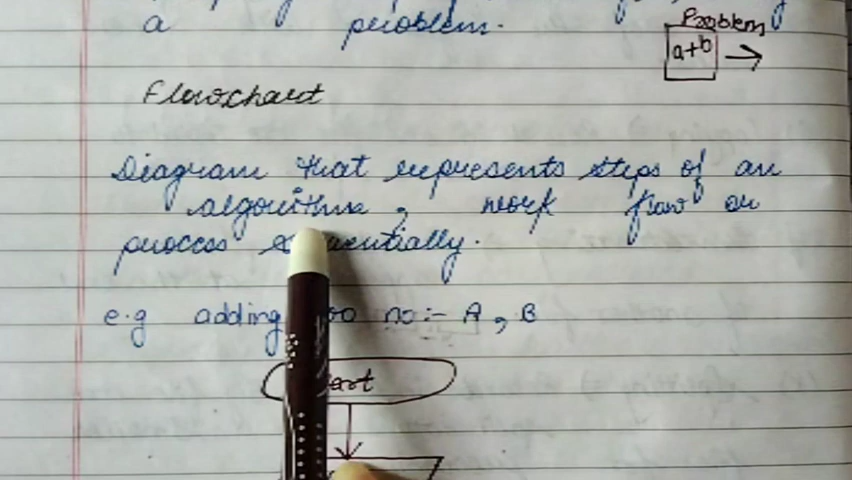 a problem.
Problem
a+b
Flowchart
Diagram that represents steps of an
algorithm, work flow or
process
e.g adding no:- A, B